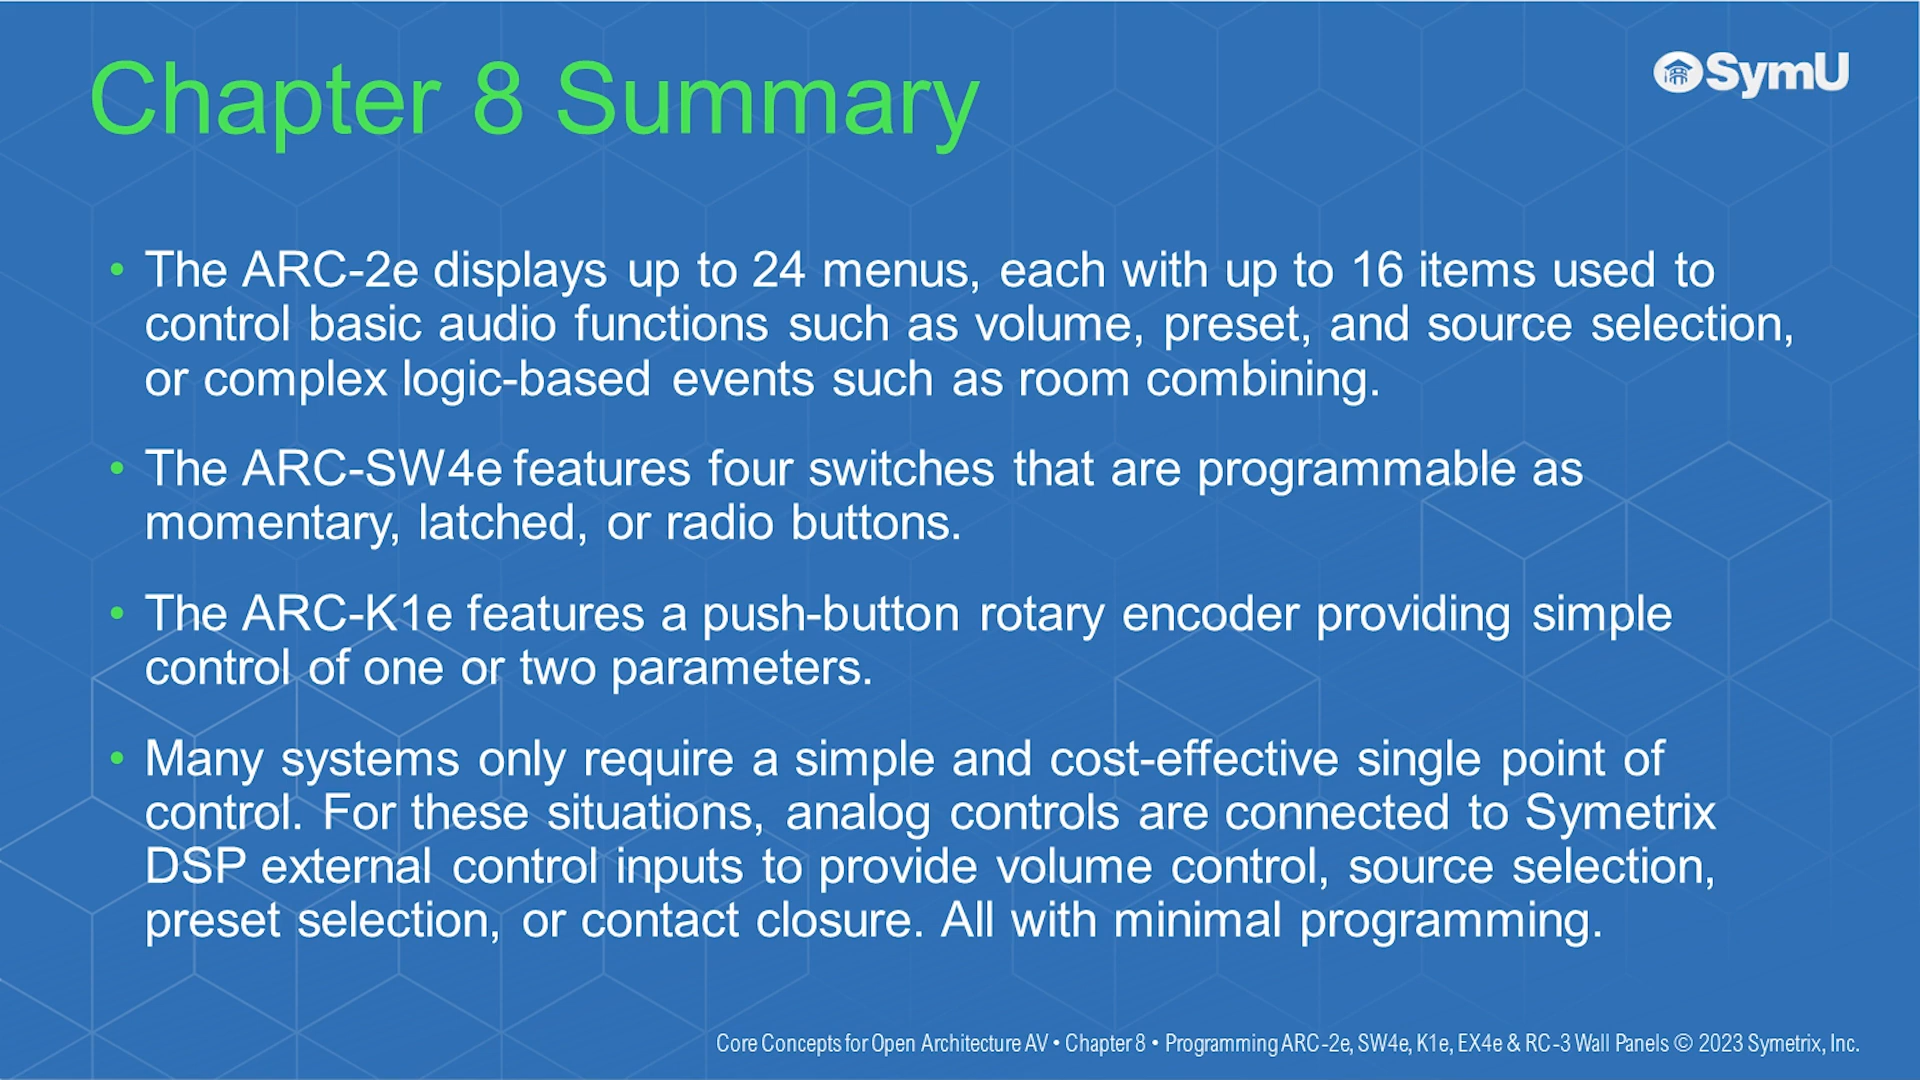 Chapter 8 Summary
SymU
• The ARC-2e displays up to 24 menus, each with up to 16 items used to
control basic audio functions such as volume, preset, and source selection,
or complex logic-based events such as room combining.
• The ARC-SW4e features four switches that are programmable as
momentary, latched, or radio buttons.
• The ARC-K1e features a push-button rotary encoder providing simple
control of one or two parameters.
• Many systems only require a simple and cost-effective single point of
control. For these situations, analog controls are connected to Symetrix
DSP external control inputs to provide volume control, source selection,
preset selection, or contact closure. All with minimal programming.
Core Concepts for Open Architecture AV • Chapter 8 • Programming ARC-2e, SW4e, K1e, EX4e & RC-3 Wall Panels © 2023 Symetrix, Inc.